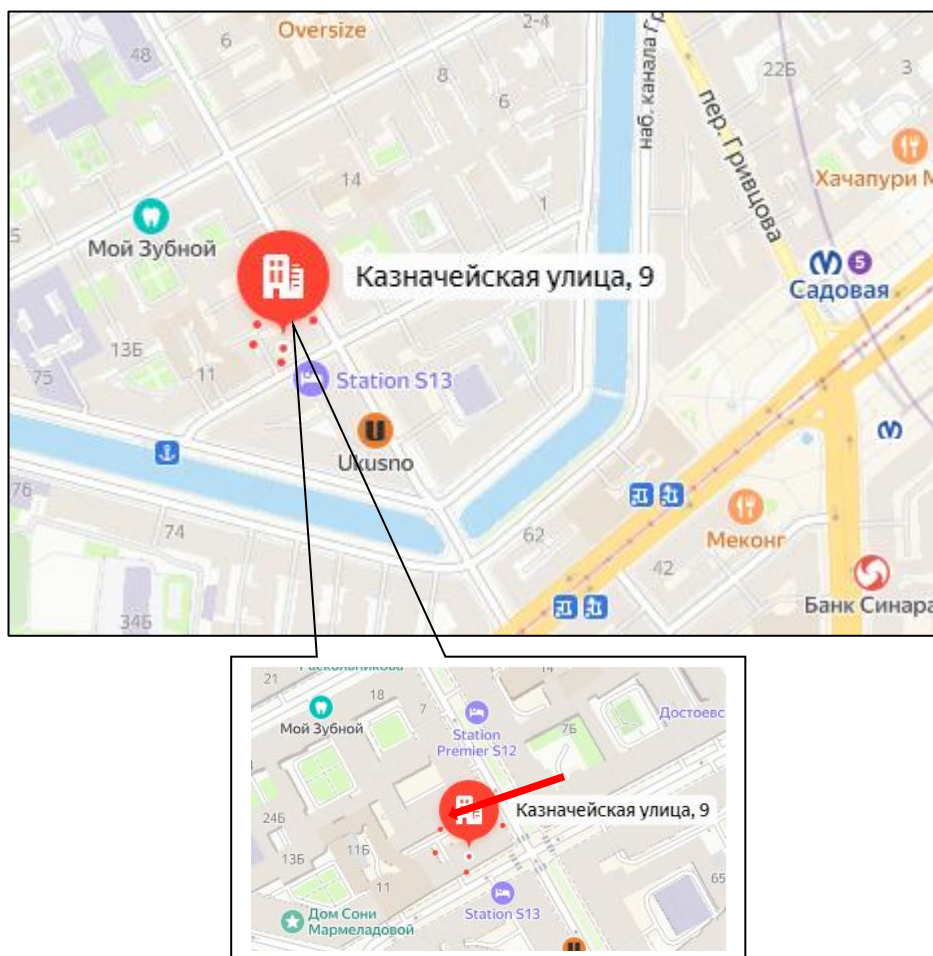 Oversize
2-4
6
48
8
6
наб. канала Гр
пер. Гривцова
22Б
3
Хачапури М
14
1
5
Мой Зубной
Казначейская улица, 9
5
Садовая
13Б
11
75
Station S13
Ukusno
76
74
62
Меконг
42
Банк Синара
34Б
Раскольникова
21
18
14
Мой Зубной
7
Station
Premier S12
7Б
Достоевс
Казначейская улица, 9
24Б
13Б
11Б
11
65
Station S13
Дом Сони
Мармеладовой